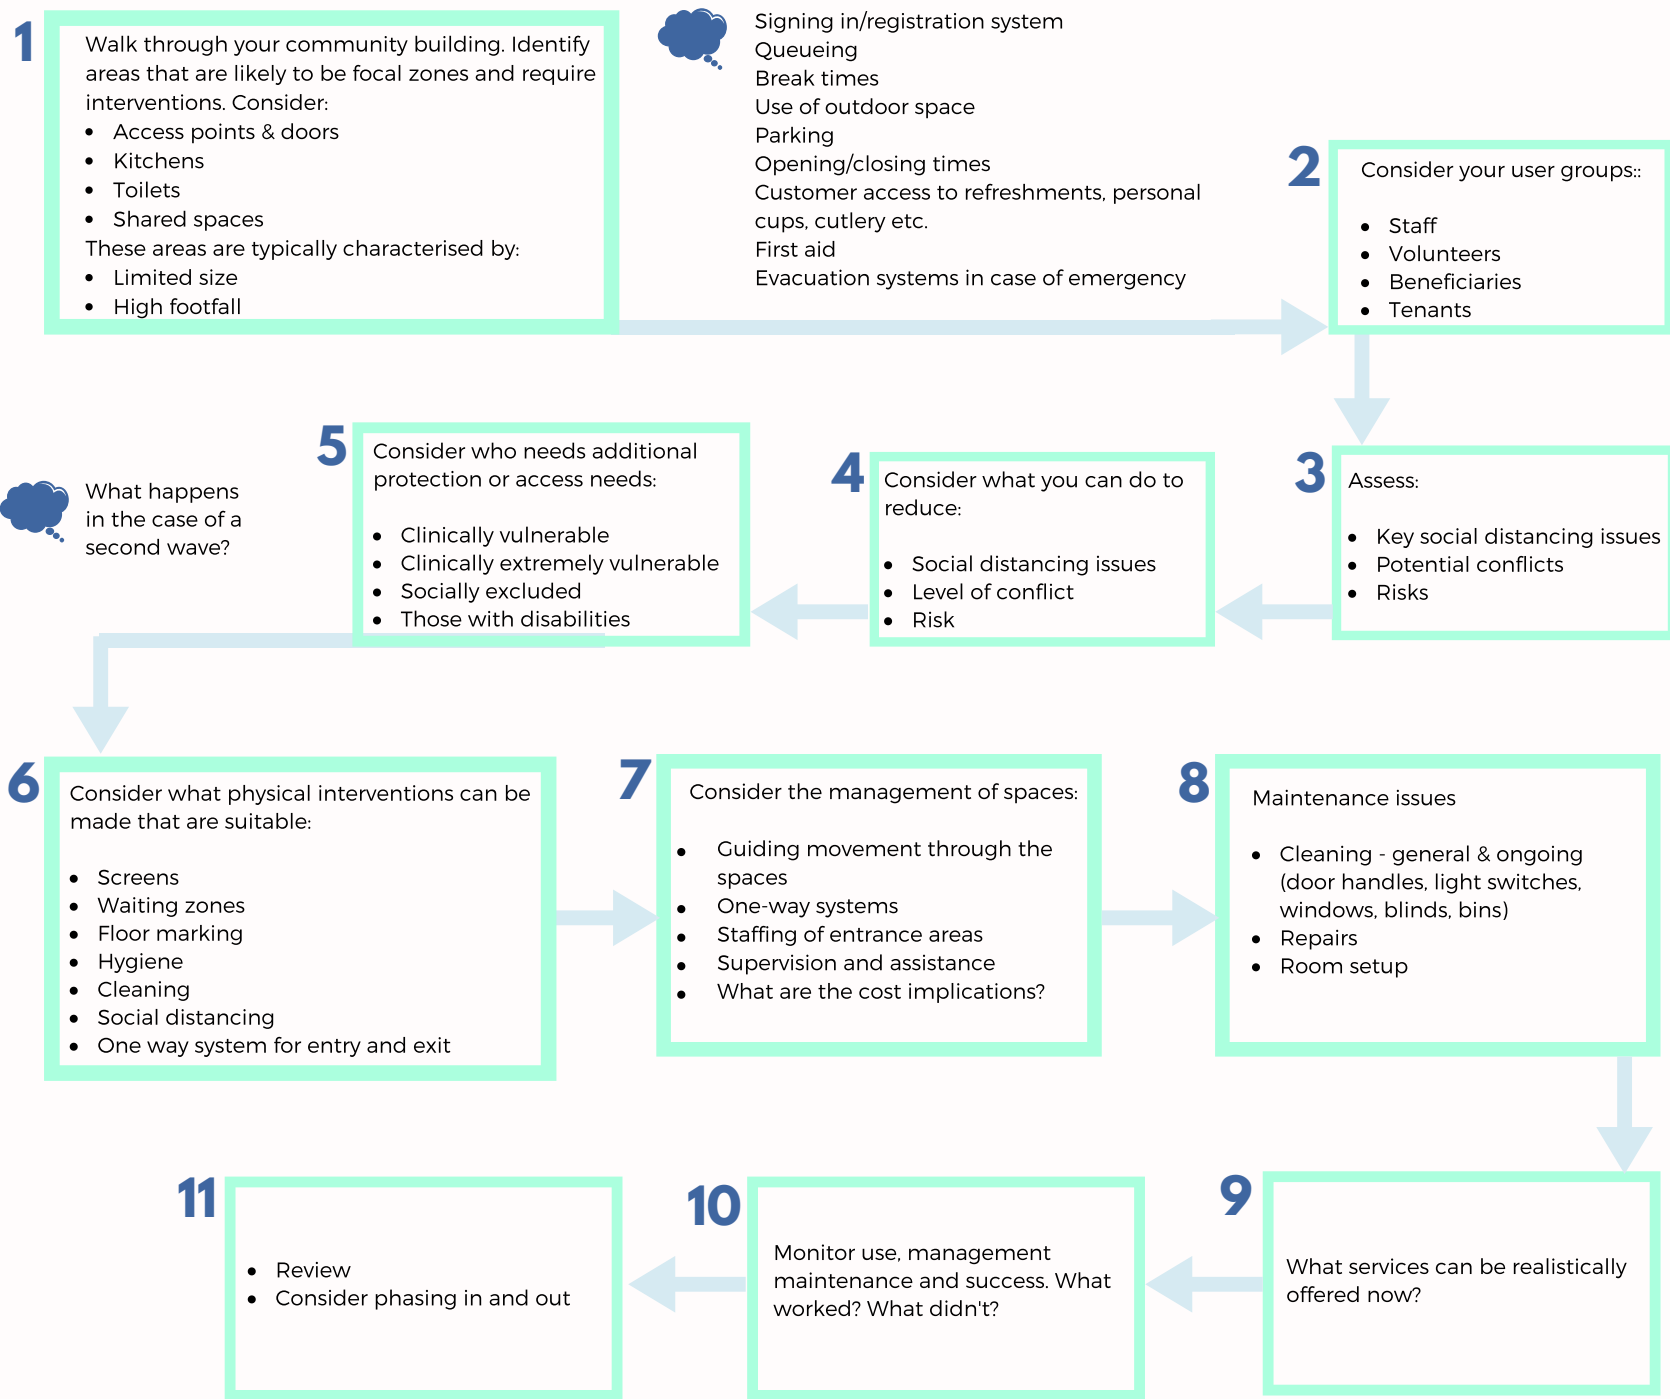 1
Walk through your community building. Identify
areas that are likely to be focal zones and require
interventions. Consider:
• Access points & doors
• Kitchens
• Toilets
• Shared spaces
These areas are typically characterised by:
• Limited size
• High footfall
Signing in/registration system
Queueing
Break times
Use of outdoor space
Parking
Opening/closing times
Customer access to refreshments, personal
cups, cutlery etc.
First aid
Evacuation systems in case of emergency
2
Consider your user groups::
• Staff
• Volunteers
• Beneficiaries
• Tenants
3
Assess:
• Key social distancing issues
• Potential conflicts
• Risks
4
Consider what you can do to
reduce:
• Social distancing issues
• Level of conflict
• Risk
5
Consider who needs additional
protection or access needs:
• Clinically vulnerable
• Clinically extremely vulnerable
• Socially excluded
• Those with disabilities
What happens
in the case of a
second wave?
6
Consider what physical interventions can be
made that are suitable:
• Screens
• Waiting zones
• Floor marking
• Hygiene
• Cleaning
• Social distancing
• One way system for entry and exit
7
Consider the management of spaces:
• Guiding movement through the
spaces
• One-way systems
• Staffing of entrance areas
• Supervision and assistance
• What are the cost implications?
8
Maintenance issues
• Cleaning - general & ongoing
(door handles, light switches,
windows, blinds, bins)
• Repairs
• Room setup
9
What services can be realistically
offered now?
10
Monitor use, management
maintenance and success. What
worked? What didn't?
11
• Review
• Consider phasing in and out